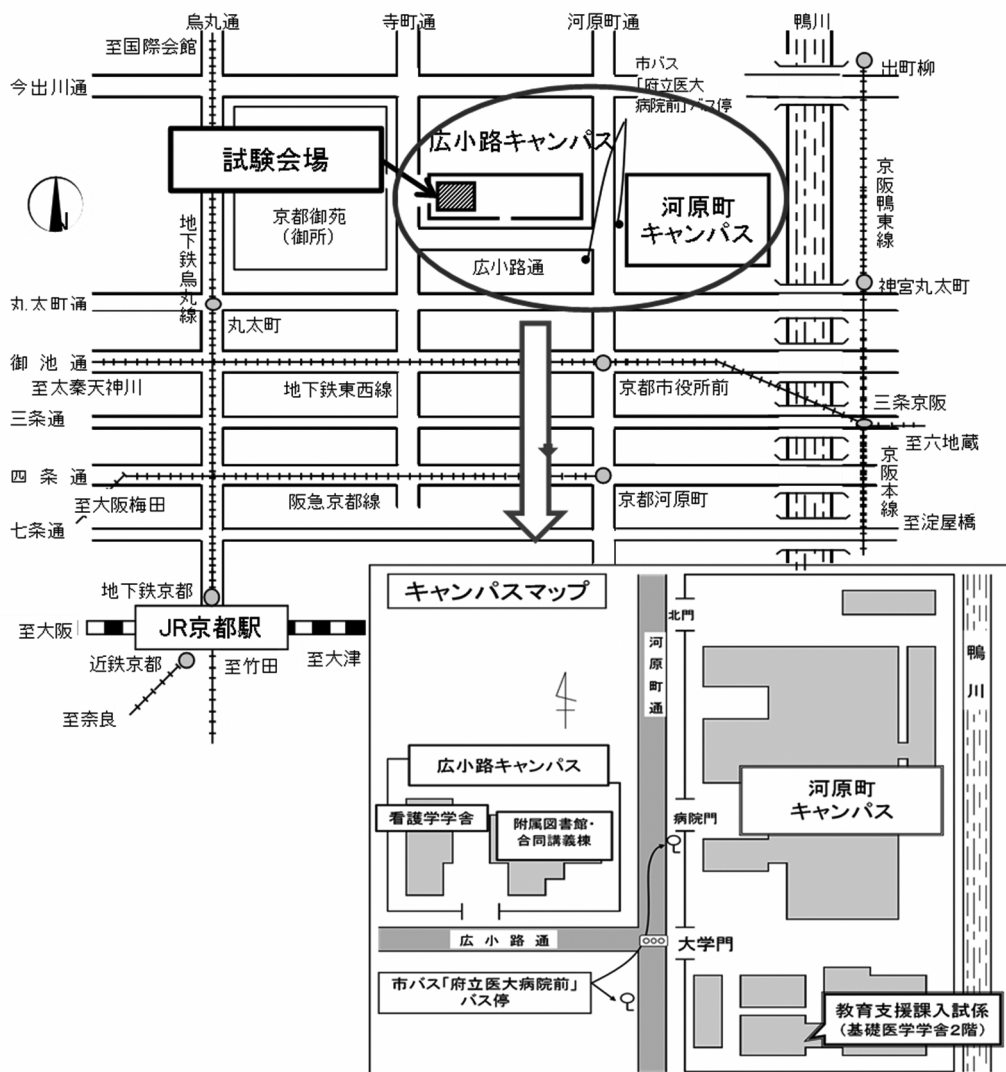 烏丸通
寺町通
河原町通
鴨川
至国際会館
市バス
「府立医大
病院前」バス停
出町柳
今出川通
広小路キャンパス
試験会場
京阪鴨東線
京都御苑
(御所)
河原町
キャンパス
地下鉄烏丸線
N
広小路通
神宮丸太町
丸太町通
丸太町
御池通
至太秦天神川
地下鉄東西線
京都市役所前
三条京阪
三条通
至六地蔵
四条通
京阪本線
至大阪梅田
阪急京都線
京都河原町
七条通
至淀屋橋
地下鉄京都
JR京都駅
至大阪
至大津
近鉄京都
至竹田
至奈良
キャンパスマップ
北門
河原町通
鴨川
広小路キャンパス
河原町
キャンパス
看護学学舎
附属図書館・
合同講義棟
病院門
広小路通
大学門
市バス「府立医大病院前」
バス停
教育支援課入試係
(基礎医学学舎2階)